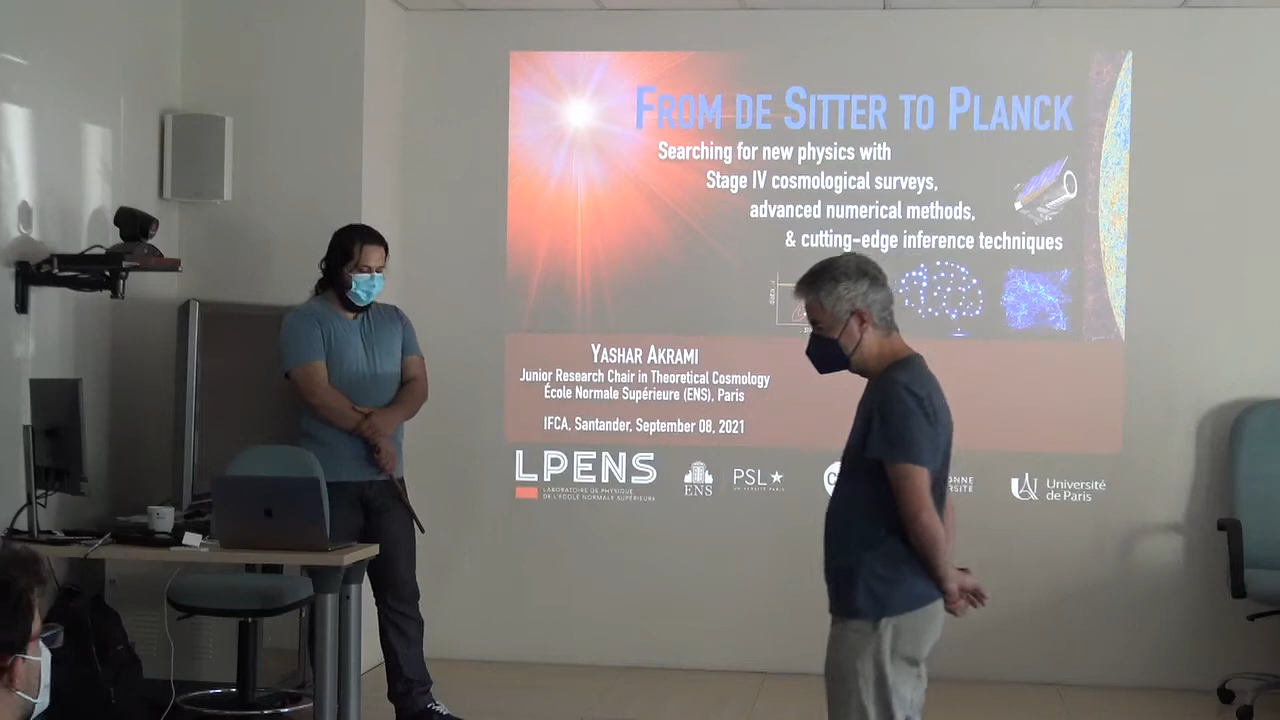 FROM DE SITTER TO PLANCK
Searching for new physics with
Stage IV cosmological surveys,
advanced numerical methods,
& cutting-edge inference techniques
YASHAR AKRAMI
Junior Research Chair in Theoretical Cosmology
École Normale Supérieure (ENS), Paris
IFCA, Santander, September 08, 2021
LPENS
LABORATOIRE DE PHYSIQUE
DE L'ÉCOLE NORMALE SUPÉRIEURE
ENS
PSL
Université
de Paris